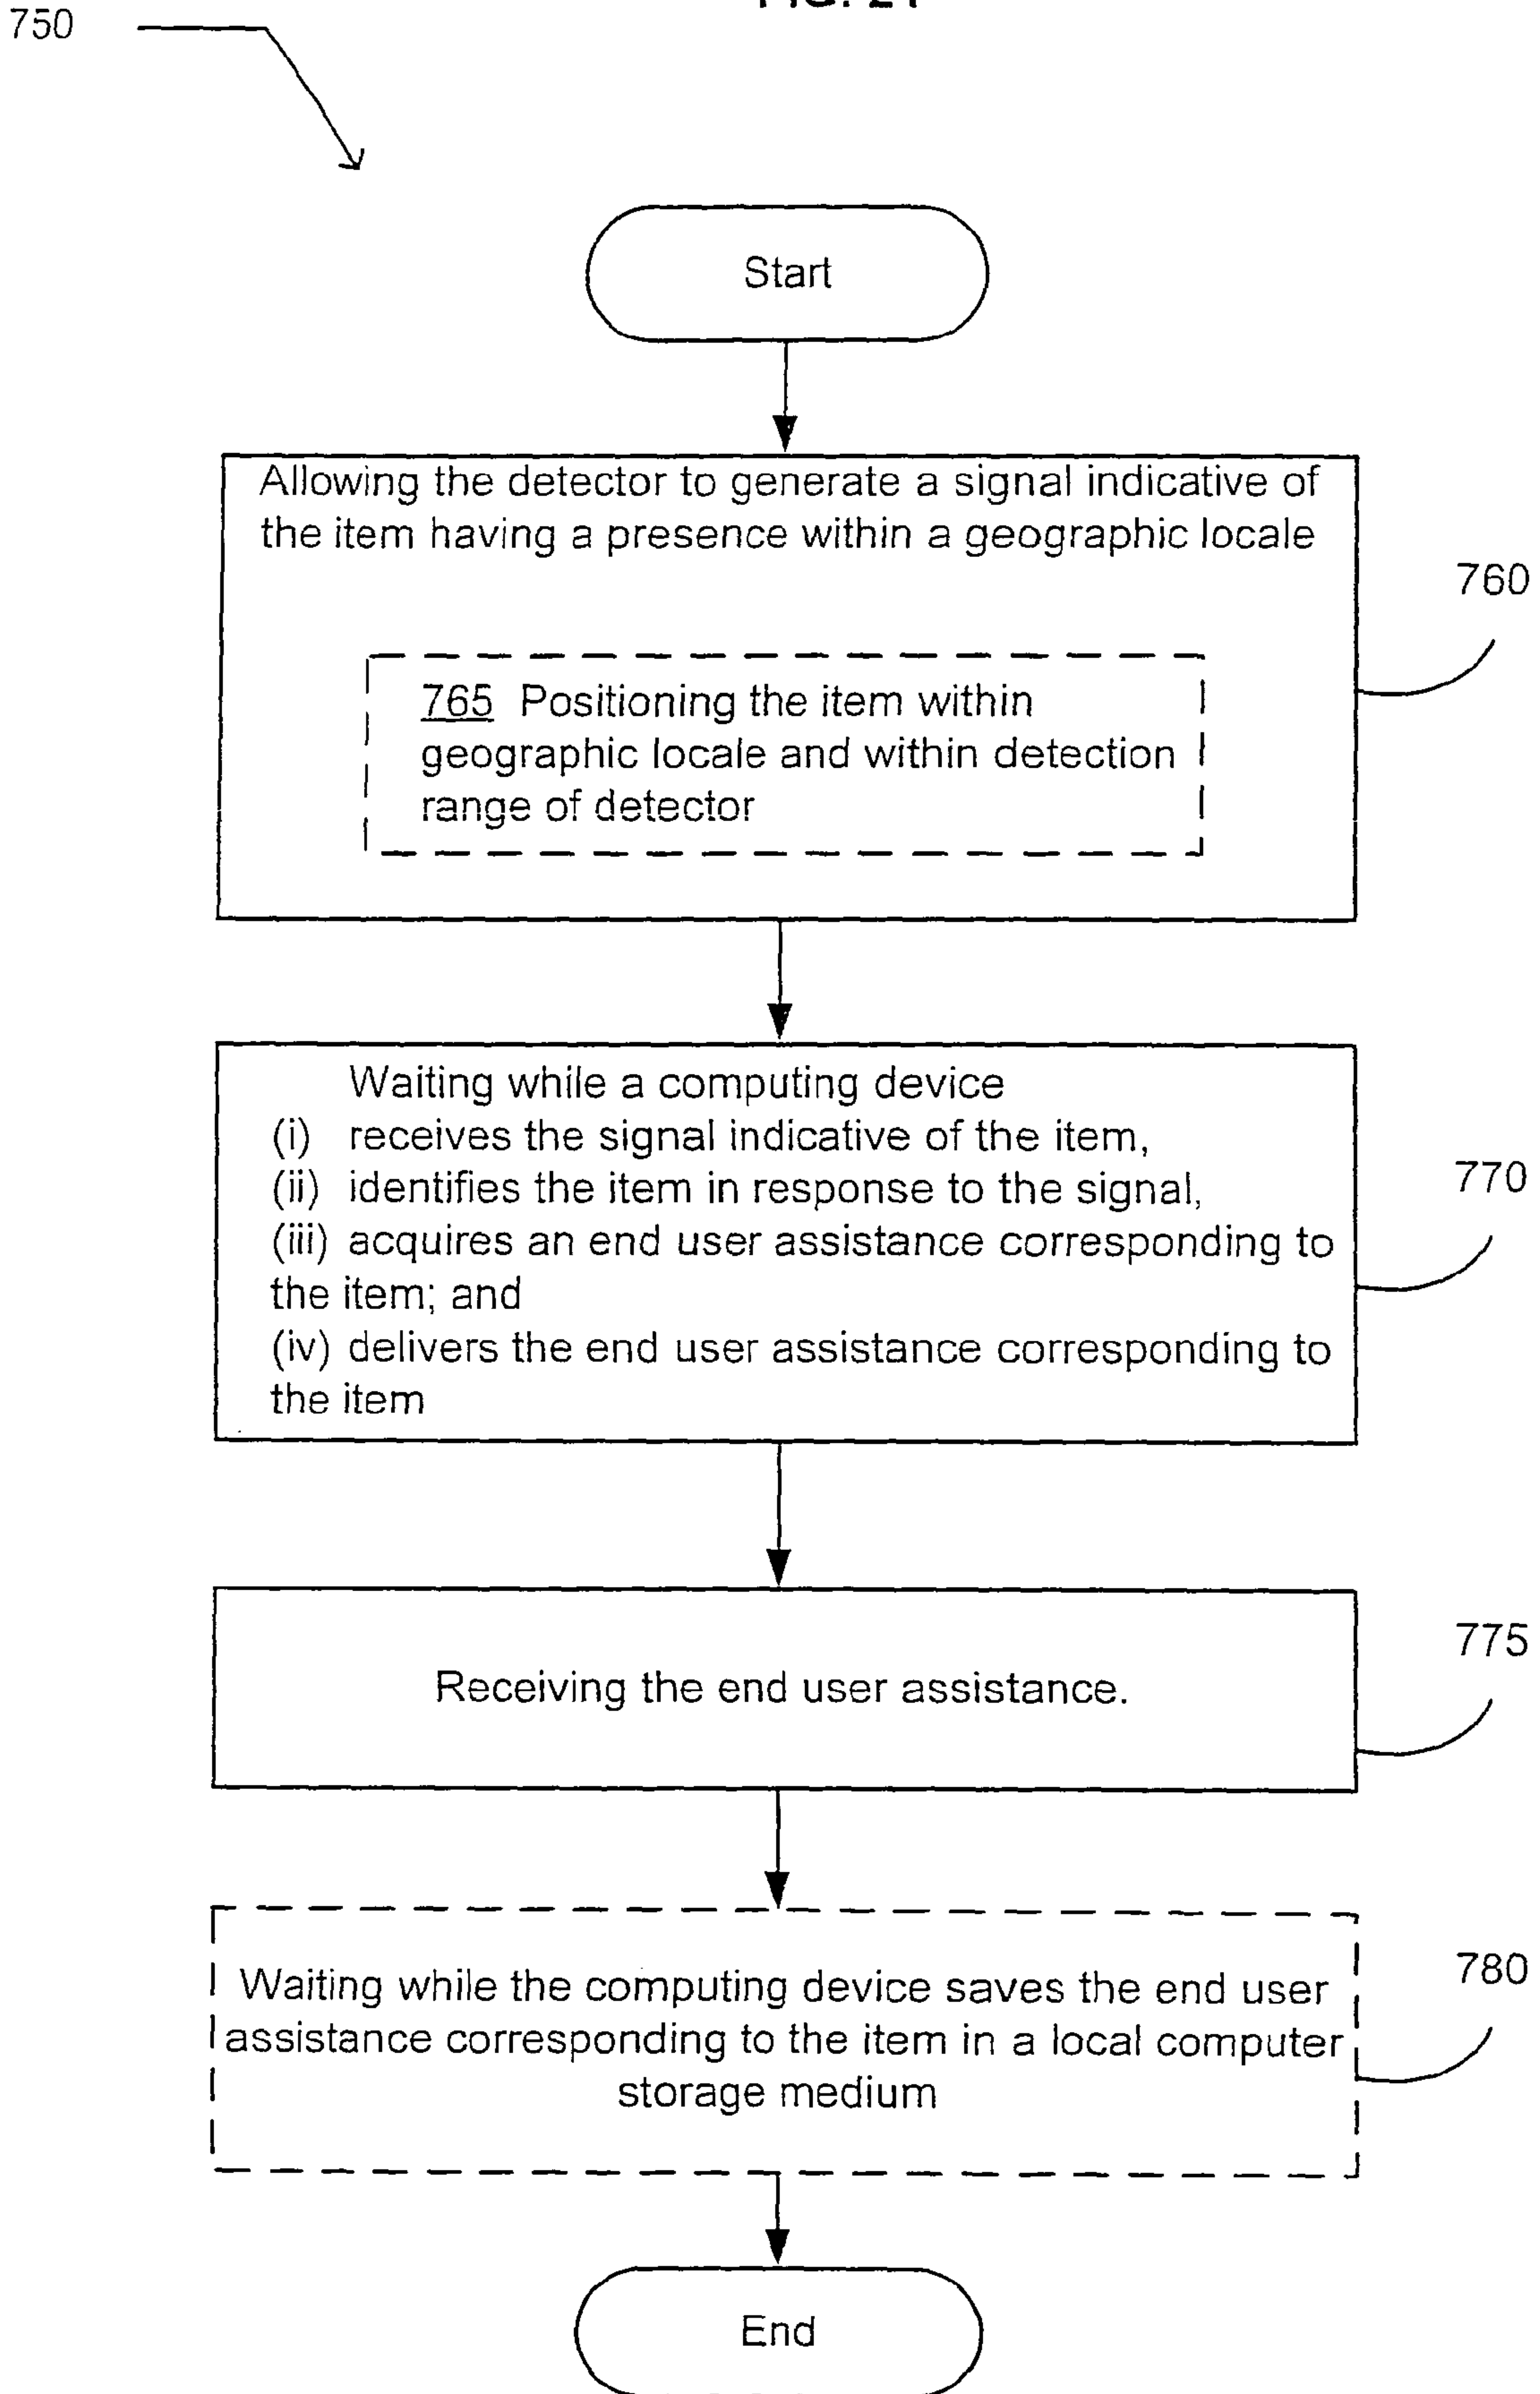 FIG.
750
Start
Allowing the detector to generate a signal indicative of
the item having a presence within a geographic locale
760
765 Positioning the item within
geographic locale and within detection
range of detector
Waiting while a computing device
(i) receives the signal indicative of the item,
(ii) identifies the item in response to the signal,
(iii) acquires an end user assistance corresponding to
the item; and
(iv) delivers the end user assistance corresponding to
the item
770
Receiving the end user assistance.
775
Waiting while the computing device saves the end user
assistance corresponding to the item in a local computer
storage medium
780
End